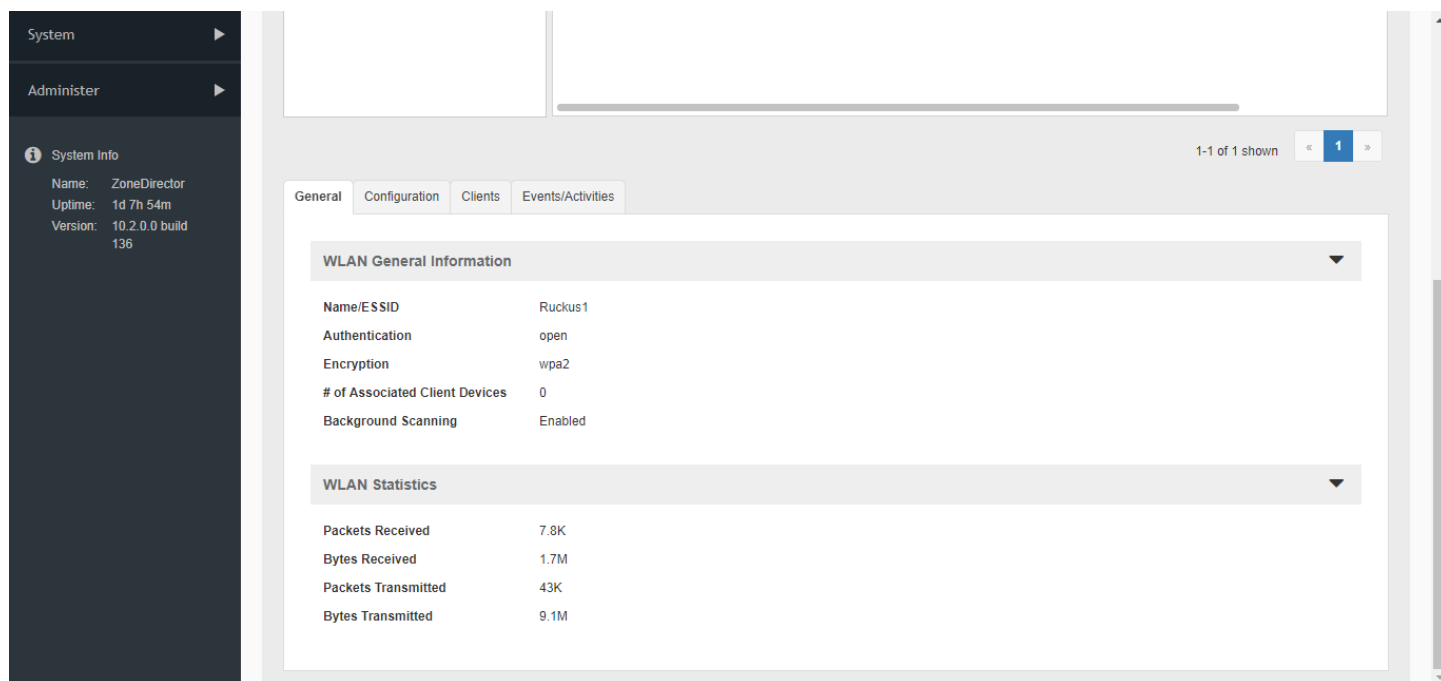 System
Administer
System Info
Name: ZoneDirector
Uptime: 1d 7h 54m
Version: 10.2.0.0 build
136
1-1 of 1 shown « 1 »
General Configuration Clients Events/Activities
WLAN General Information
Name/ESSID Ruckus1
Authentication open
Encryption wpa2
# of Associated Client Devices 0
Background Scanning Enabled
WLAN Statistics
Packets Received 7.8K
Bytes Received 1.7M
Packets Transmitted 43K
Bytes Transmitted 9.1M